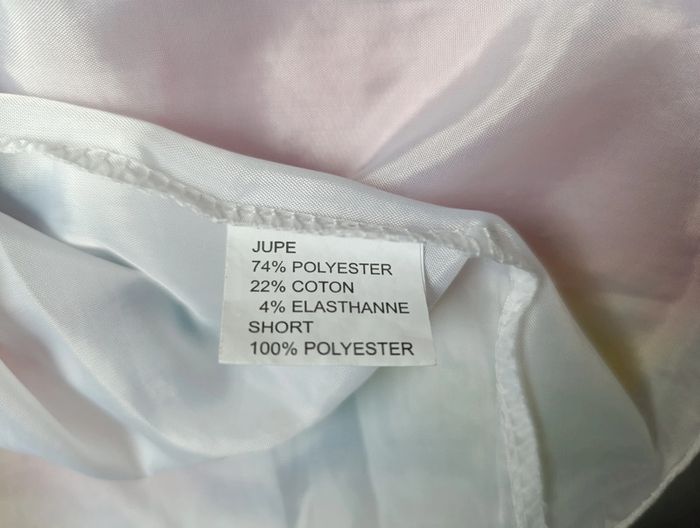 JUPE
74% POLYESTER
22% COTON
4% ELASTHANNE
SHORT
100% POLYESTER